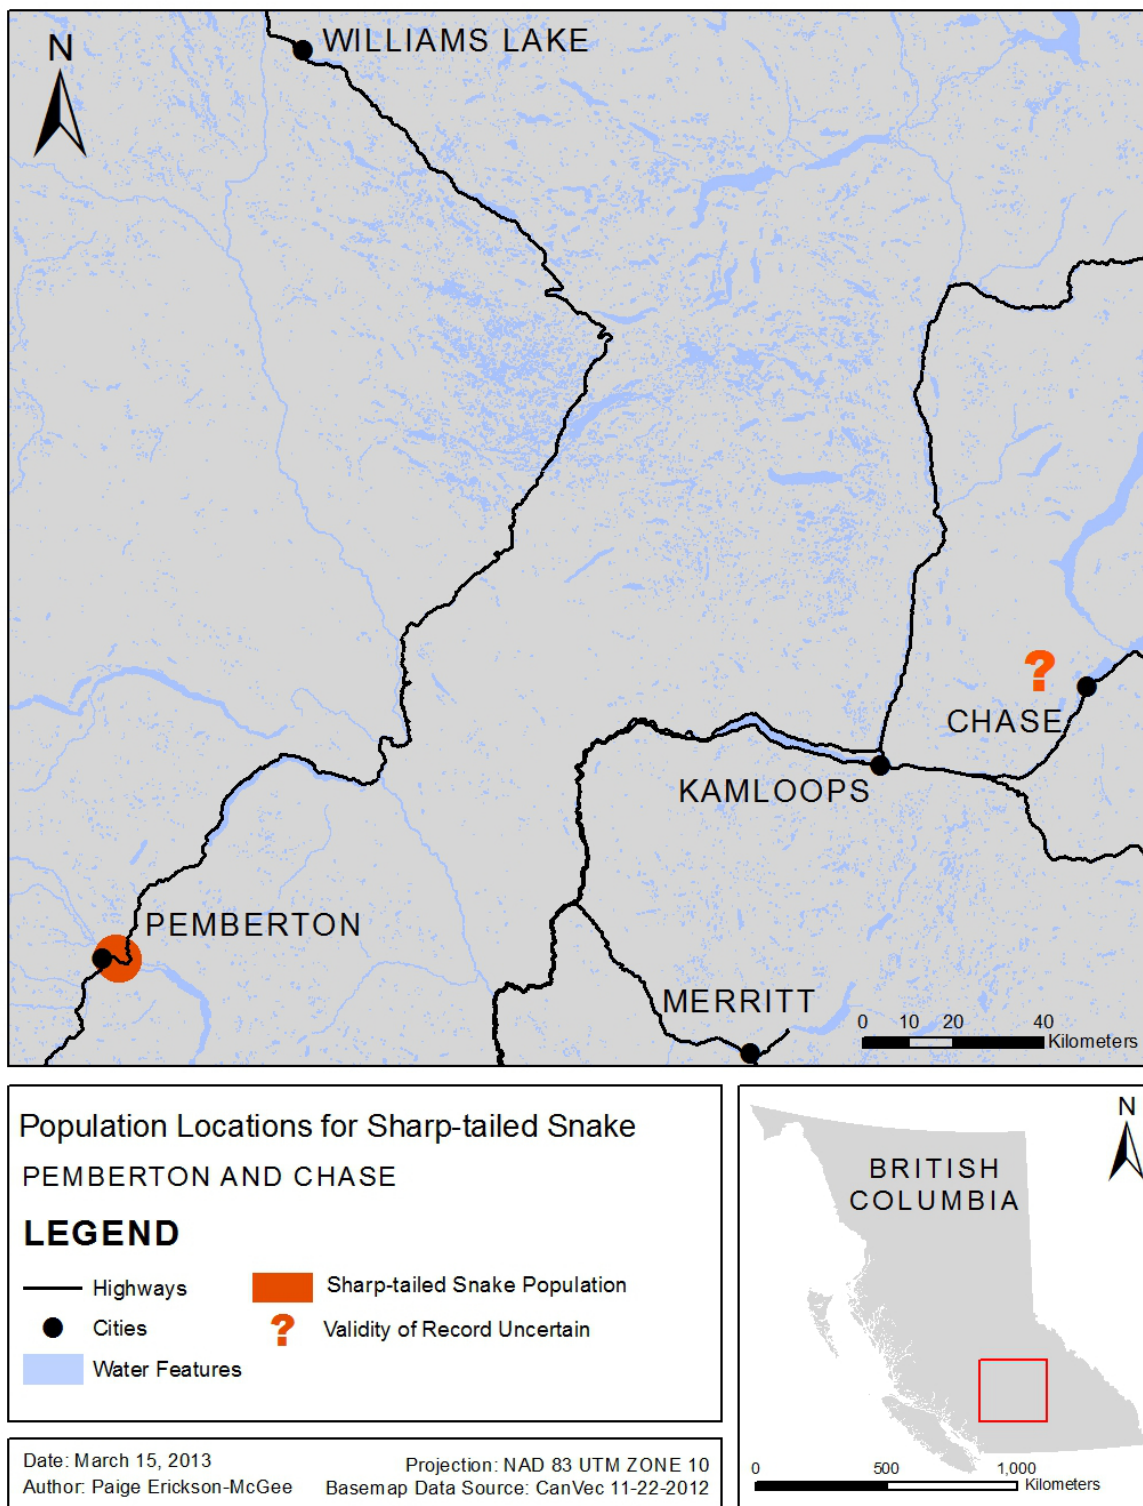 N
WILLIAMS LAKE
CHASE
KAMLOOPS
PEMBERTON
MERRITT
0 10 20 40
Kilometers
Population Locations for Sharp-tailed Snake
PEMBERTON AND CHASE
LEGEND
Highways
Sharp-tailed Snake Population
Cities
? Validity of Record Uncertain
Water Features
Date: March 15, 2013
Projection: NAD 83 UTM ZONE 10
Author: Paige Erickson-McGee
Basemap Data Source: CanVec 11-22-2012
N
BRITISH
COLUMBIA
0 500 1,000
Kilometers